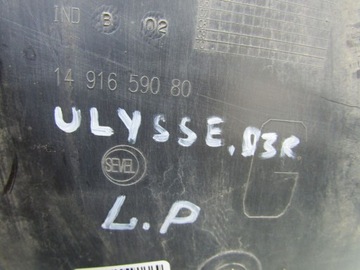 IND B 02
14 916 590 80
ULYSSE. 03R
SEVEL
G
L.P